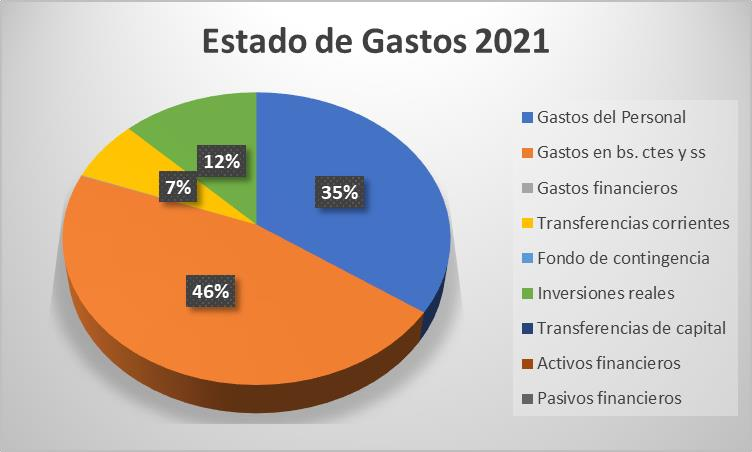 Estado de Gastos 2021
35%
46%
7%
12%
Gastos del Personal
Gastos en bs. ctes y ss
Gastos financieros
Transferencias corrientes
Fondo de contingencia
Inversiones reales
Transferencias de capital
Activos financieros
Pasivos financieros